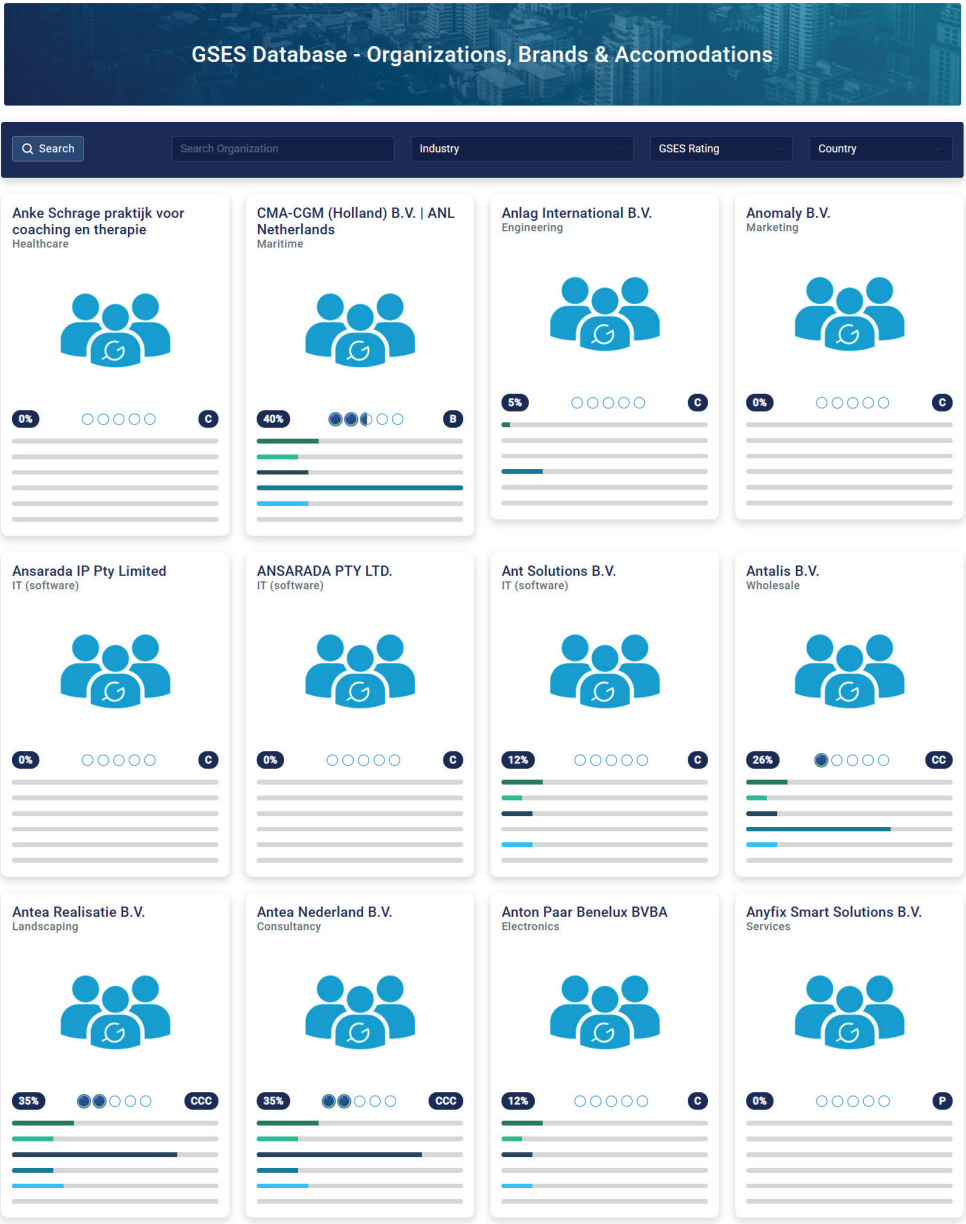 GSES Database - Organizations, Brands & Accomodations
Search
Search Organization
Industry
GSES Rating
Country
Anke Schrage praktijk voor
coaching en therapie
Healthcare
0%
C
CMA-CGM (Holland) B.V. | ANL
Netherlands
Maritime
40%
B
Anlag International B.V.
Engineering
5%
C
Anomaly B.V.
Marketing
0%
C
Ansarada IP Pty Limited
IT (software)
0%
C
ANSARADA PTY LTD.
IT (software)
0%
C
Ant Solutions B.V.
IT (software)
12%
C
Antalis B.V.
Wholesale
26%
CC
Antea Realisatie B.V.
Landscaping
35%
CCC
Antea Nederland B.V.
Consultancy
35%
CCC
Anton Paar Benelux BVBA
Electronics
12%
C
Anyfix Smart Solutions B.V.
Services
0%
P